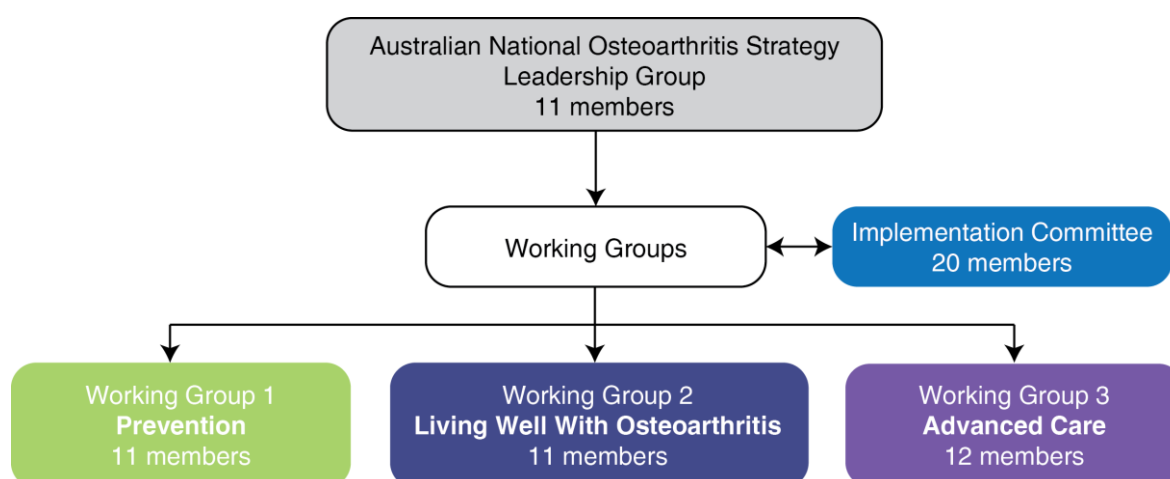 Australian National Osteoarthritis Strategy
Leadership Group
11 members
Working Groups
Implementation Committee
20 members
Working Group 1
Prevention
11 members
Working Group 2
Living Well With Osteoarthritis
11 members
Working Group 3
Advanced Care
12 members